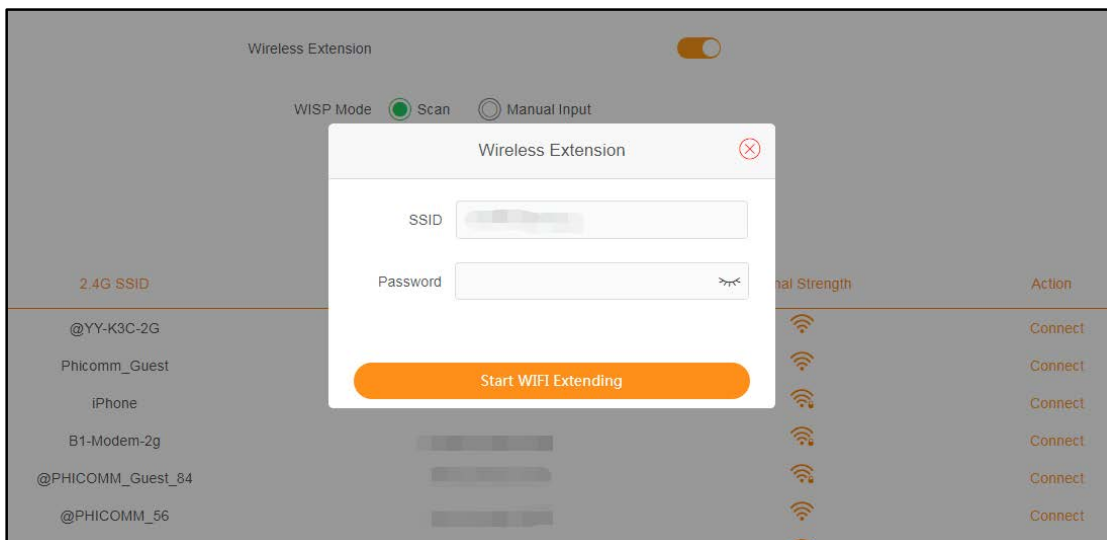 Wireless Extension
WISP Mode Scan Manual Input
Wireless Extension
SSID
Password
Start WIFI Extending
2.4G SSID nal Strength Action
@YY-K3C-2G Connect
Phicomm_Guest Connect
iPhone Connect
B1-Modem-2g Connect
@PHICOMM_Guest_84 Connect
@PHICOMM_56 Connect